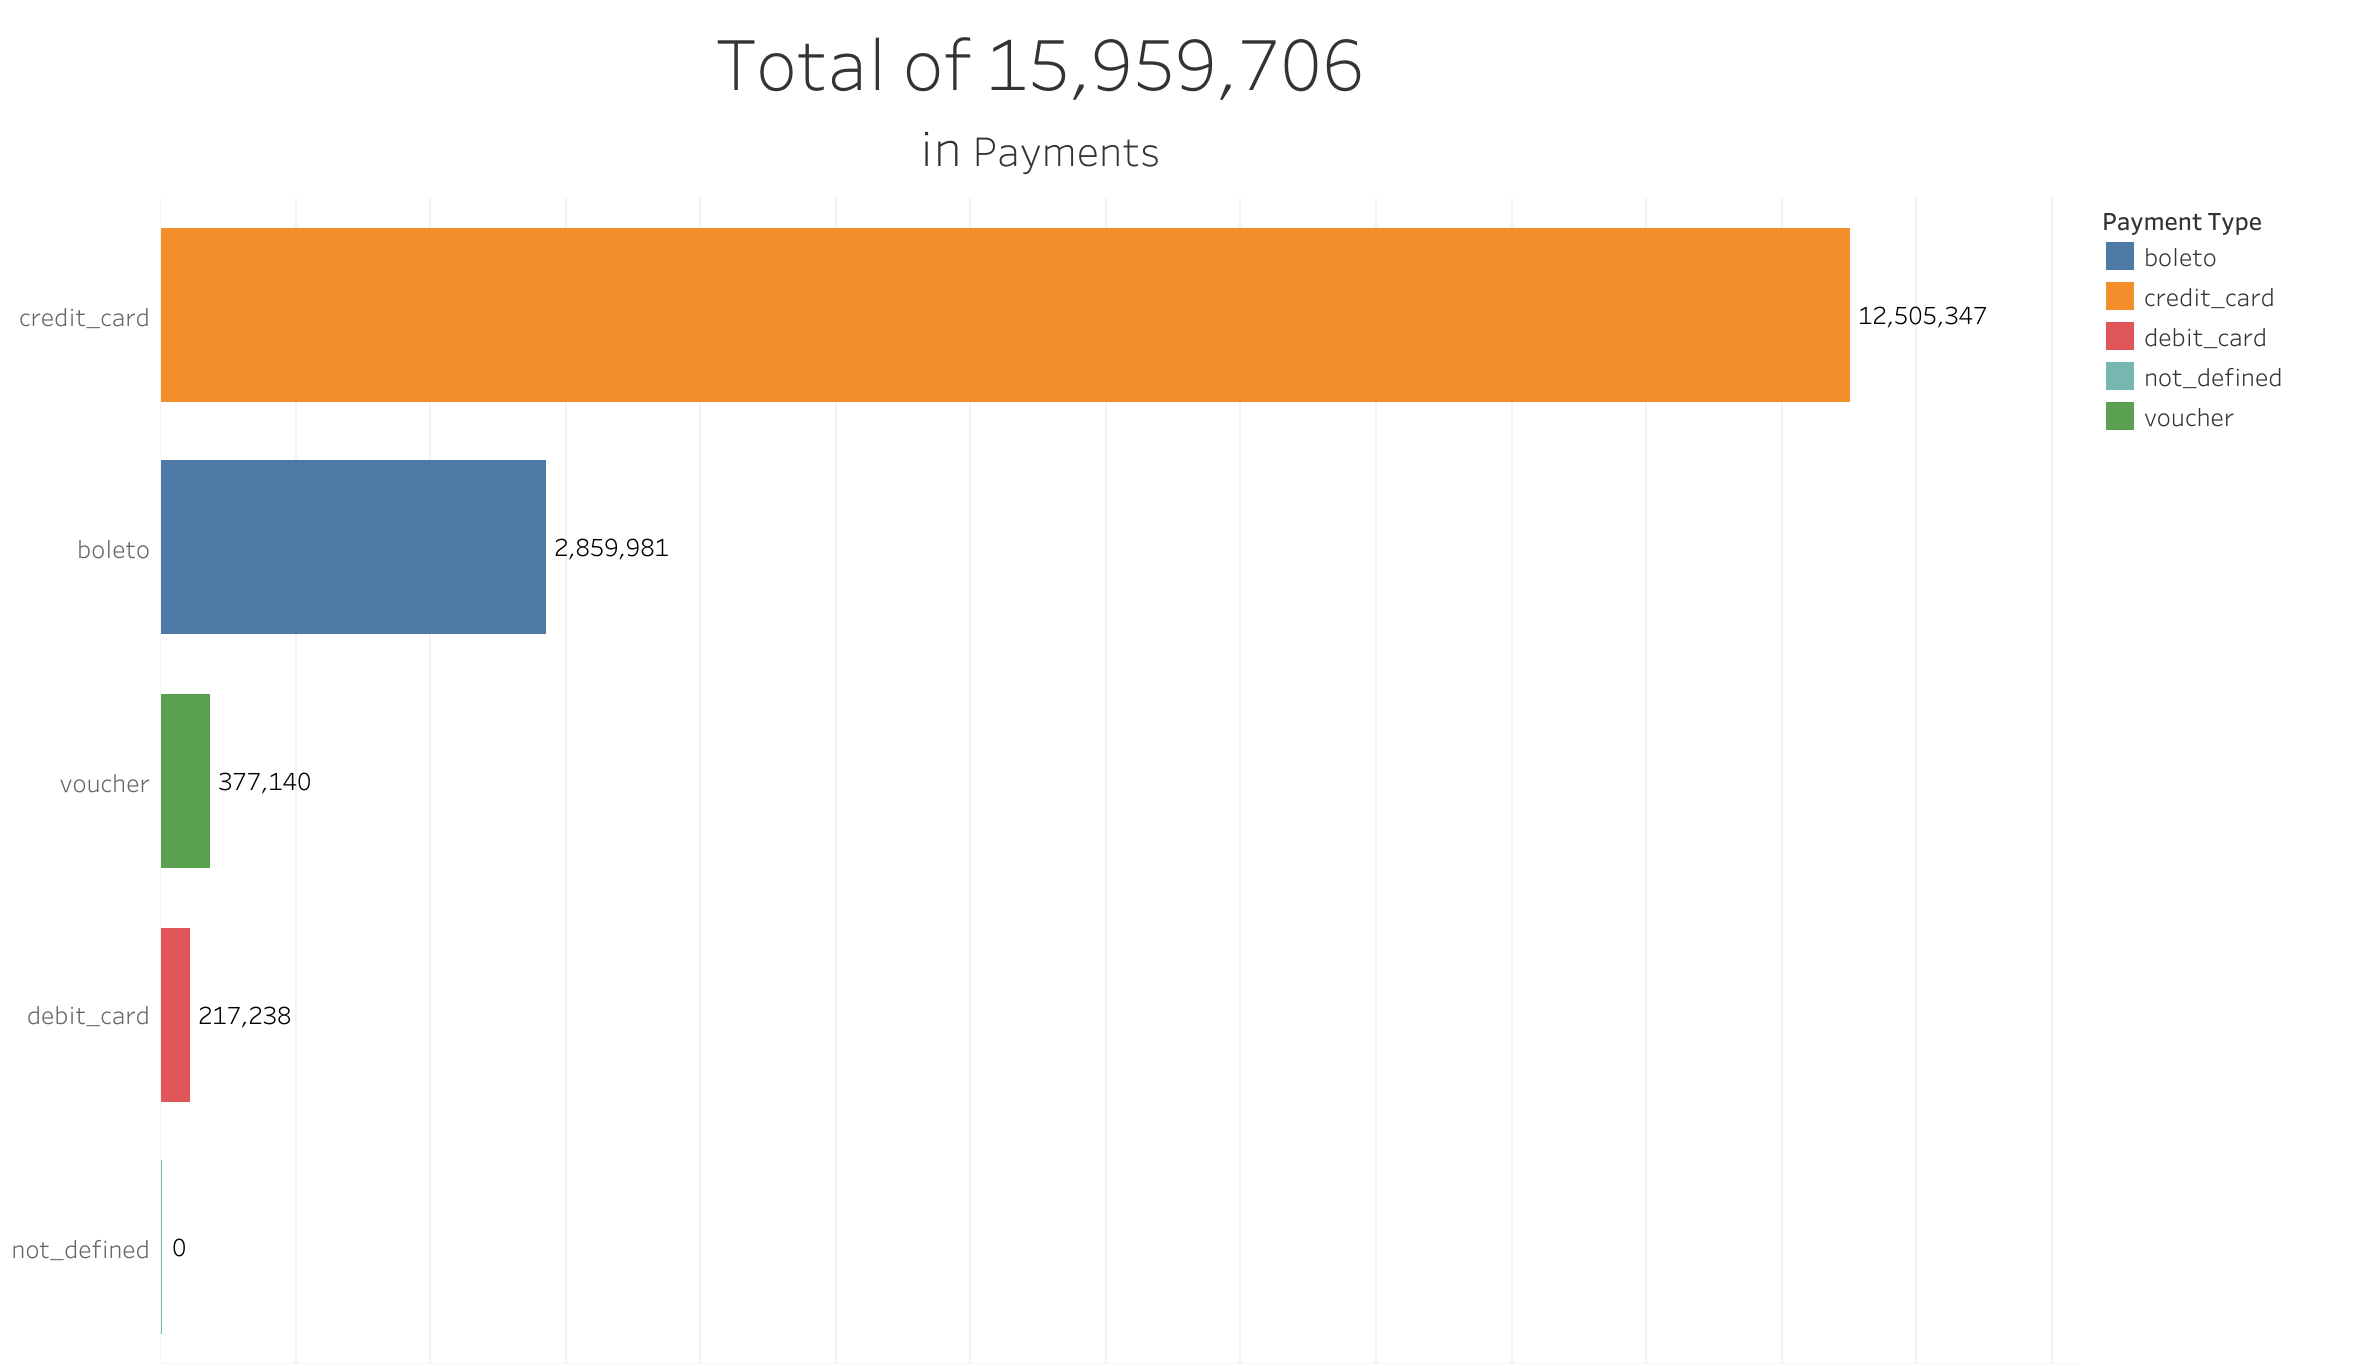 Total of 15,959,706
in Payments
credit_card
12,505,347
boleto
2,859,981
voucher
377,140
debit_card
217,238
not_defined
0
Payment Type
boleto
credit_card
debit_card
not_defined
voucher